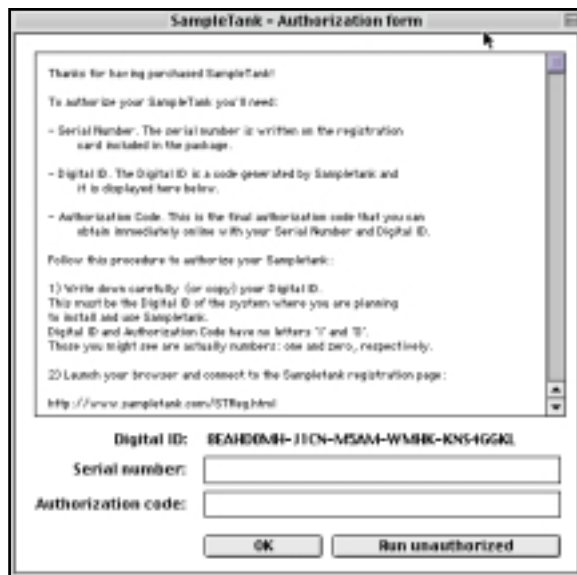 SampleTank - Authorization form
Thanks for having purchased SampleTank!
To authorize your SampleTank you'll need:
- Serial Number. The serial number is written on the registration
card included in the package.
- Digital ID. The Digital ID is a code generated by Sampletank and
it is displayed here below.
- Authorization Code. This is the final authorization code that you can
obtain immediately online with your Serial Number and Digital ID.
Follow this procedure to authorize your Sampletank:
1) Write down carefully (or copy) your Digital ID.
This must be the Digital ID of the system where you are planning
to install and use Sampletank.
Digital ID and Authorization Code have no letters 'I' and 'O'.
Those you might see are actually numbers: one and zero, respectively.
2) Launch your browser and connect to the Sampletank registration page:
http://www.sampletank.com/STReg.html
Digital ID:
Serial number:
Authorization code:
OK Run unauthorized